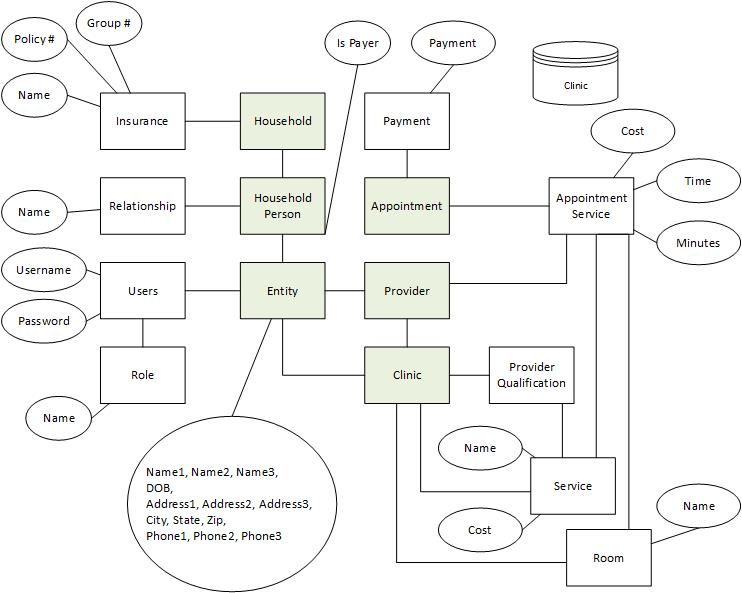 Group #
Policy #
Is Payer
Payment
Clinic
Name
Insurance
Household
Payment
Cost
Time
Relationship
Household
Person
Appointment
Appointment
Service
Name
Minutes
Username
Users
Entity
Provider
Password
Role
Clinic
Provider
Qualification
Name
Name
Name1, Name2, Name3,
DOB,
Address1, Address2, Address3,
City, State, Zip,
Phone1, Phone2, Phone3
Service
Name
Cost
Room